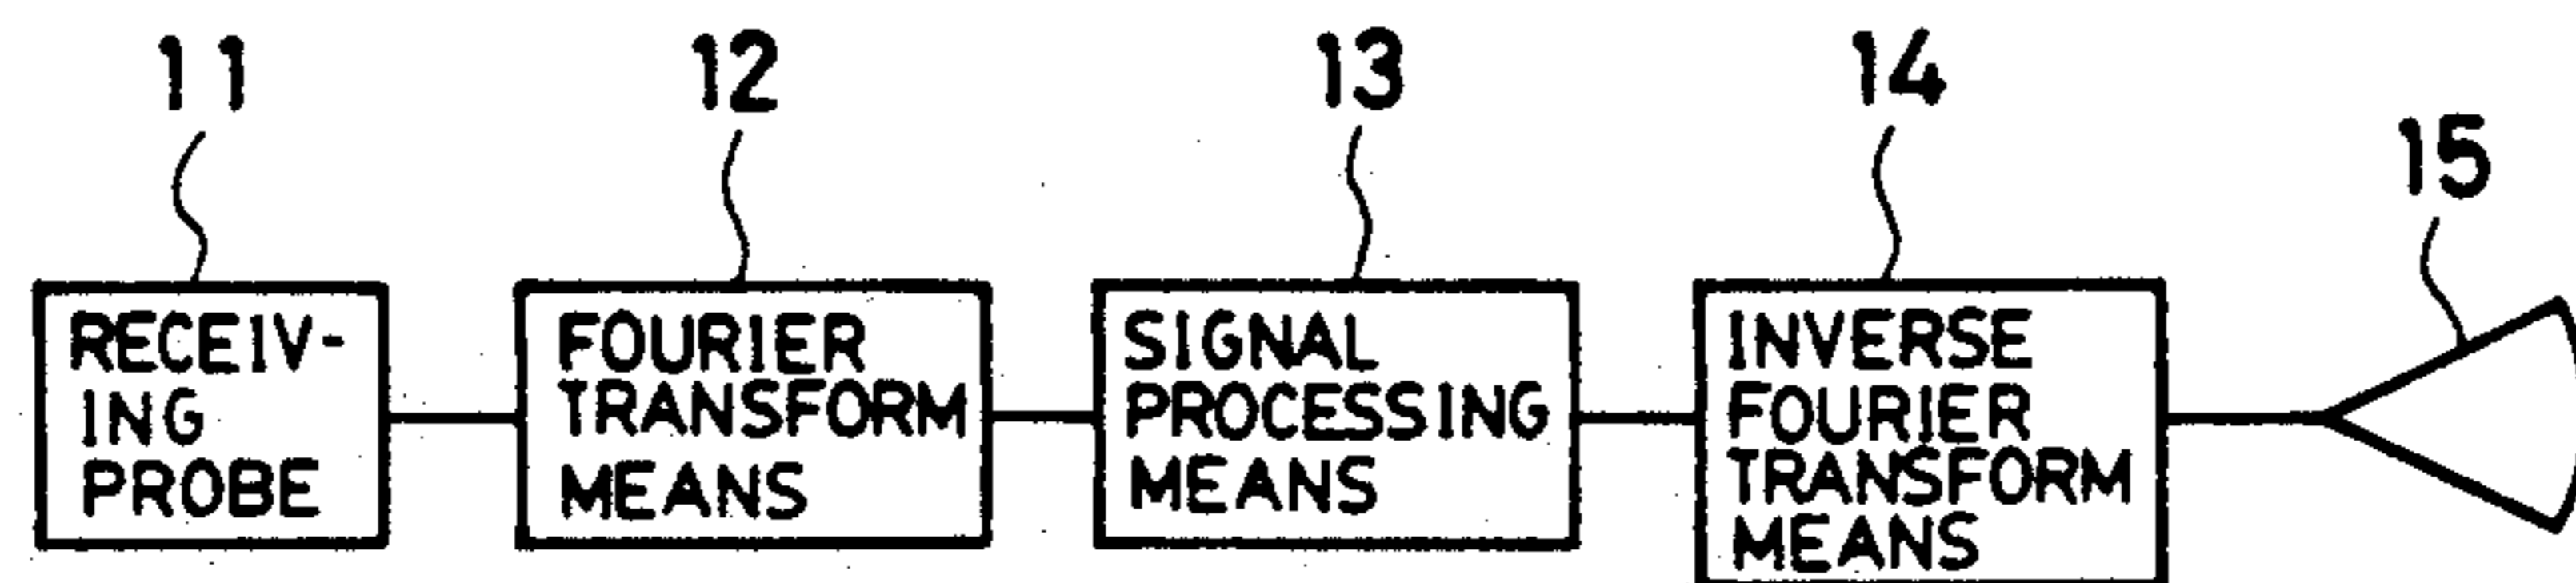 11
12
13
14
15
RECEIV-
ING
PROBE
FOURIER
TRANSFORM
MEANS
SIGNAL
PROCESSING
MEANS
INVERSE
FOURIER
TRANSFORM
MEANS